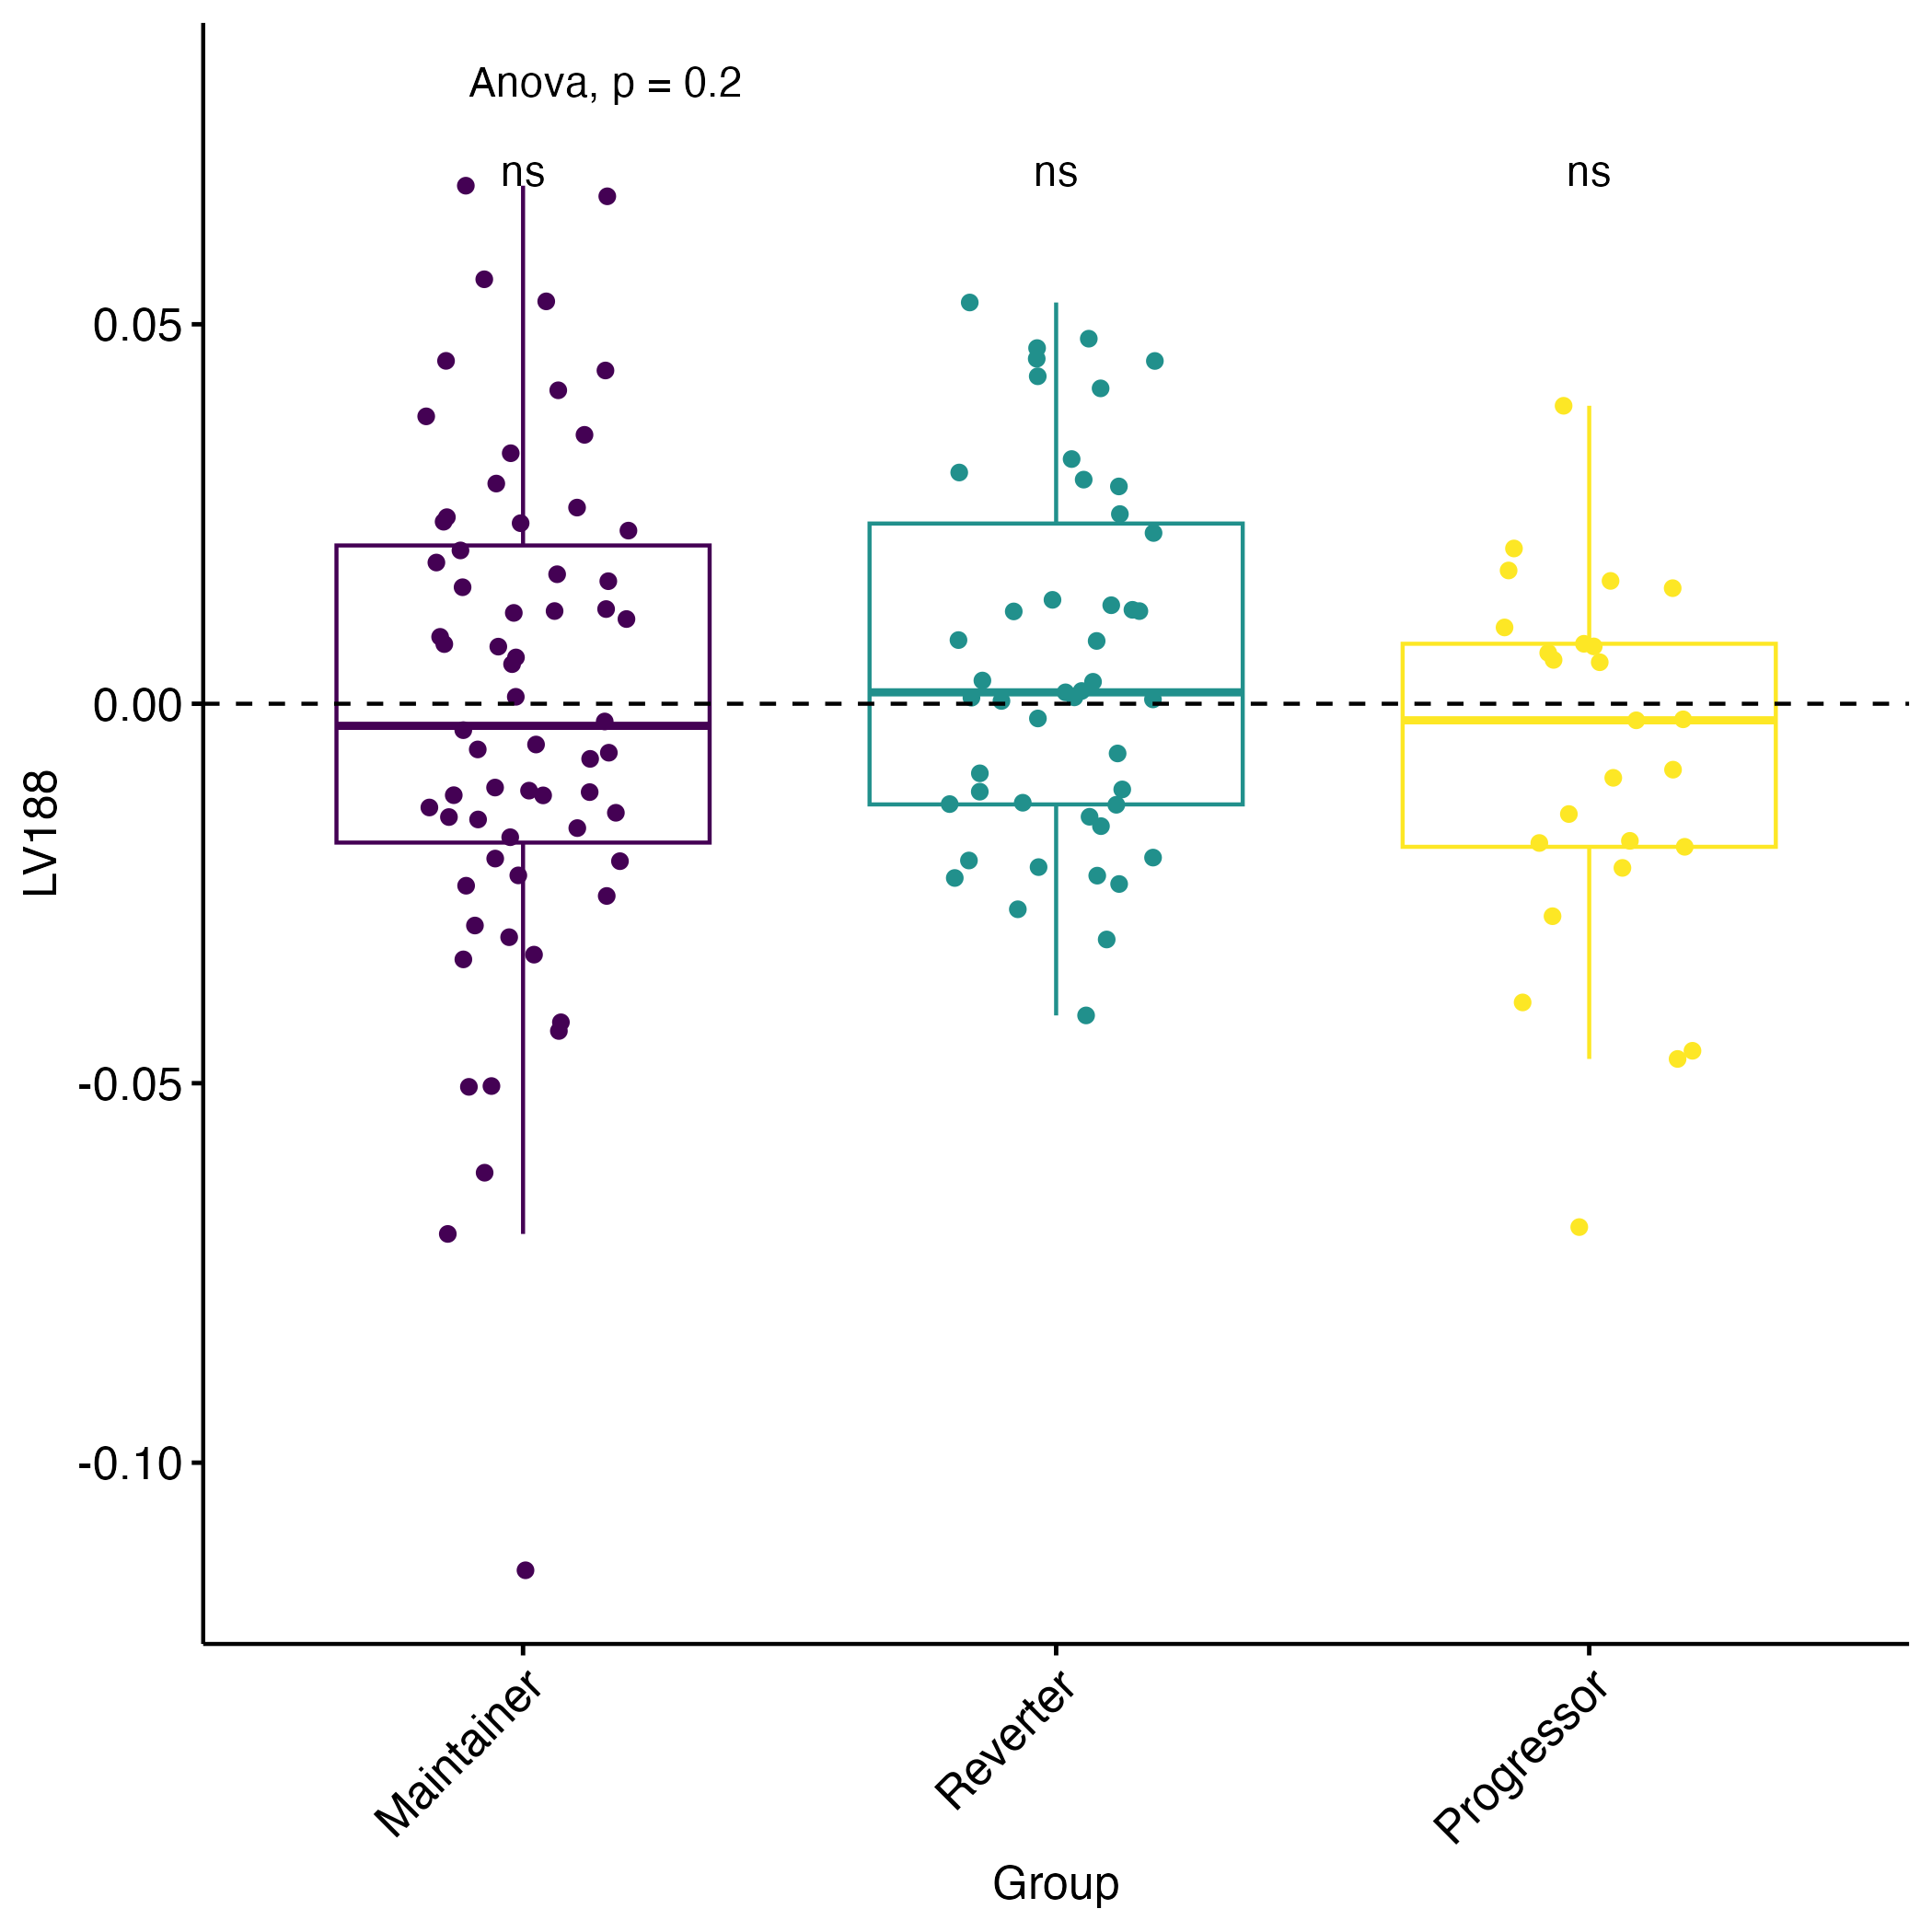 Anova, p = 0.2
ns ns ns
0.05
0.00
-0.05
-0.10
LV188
Maintainer
Reverter
Progressor
Group